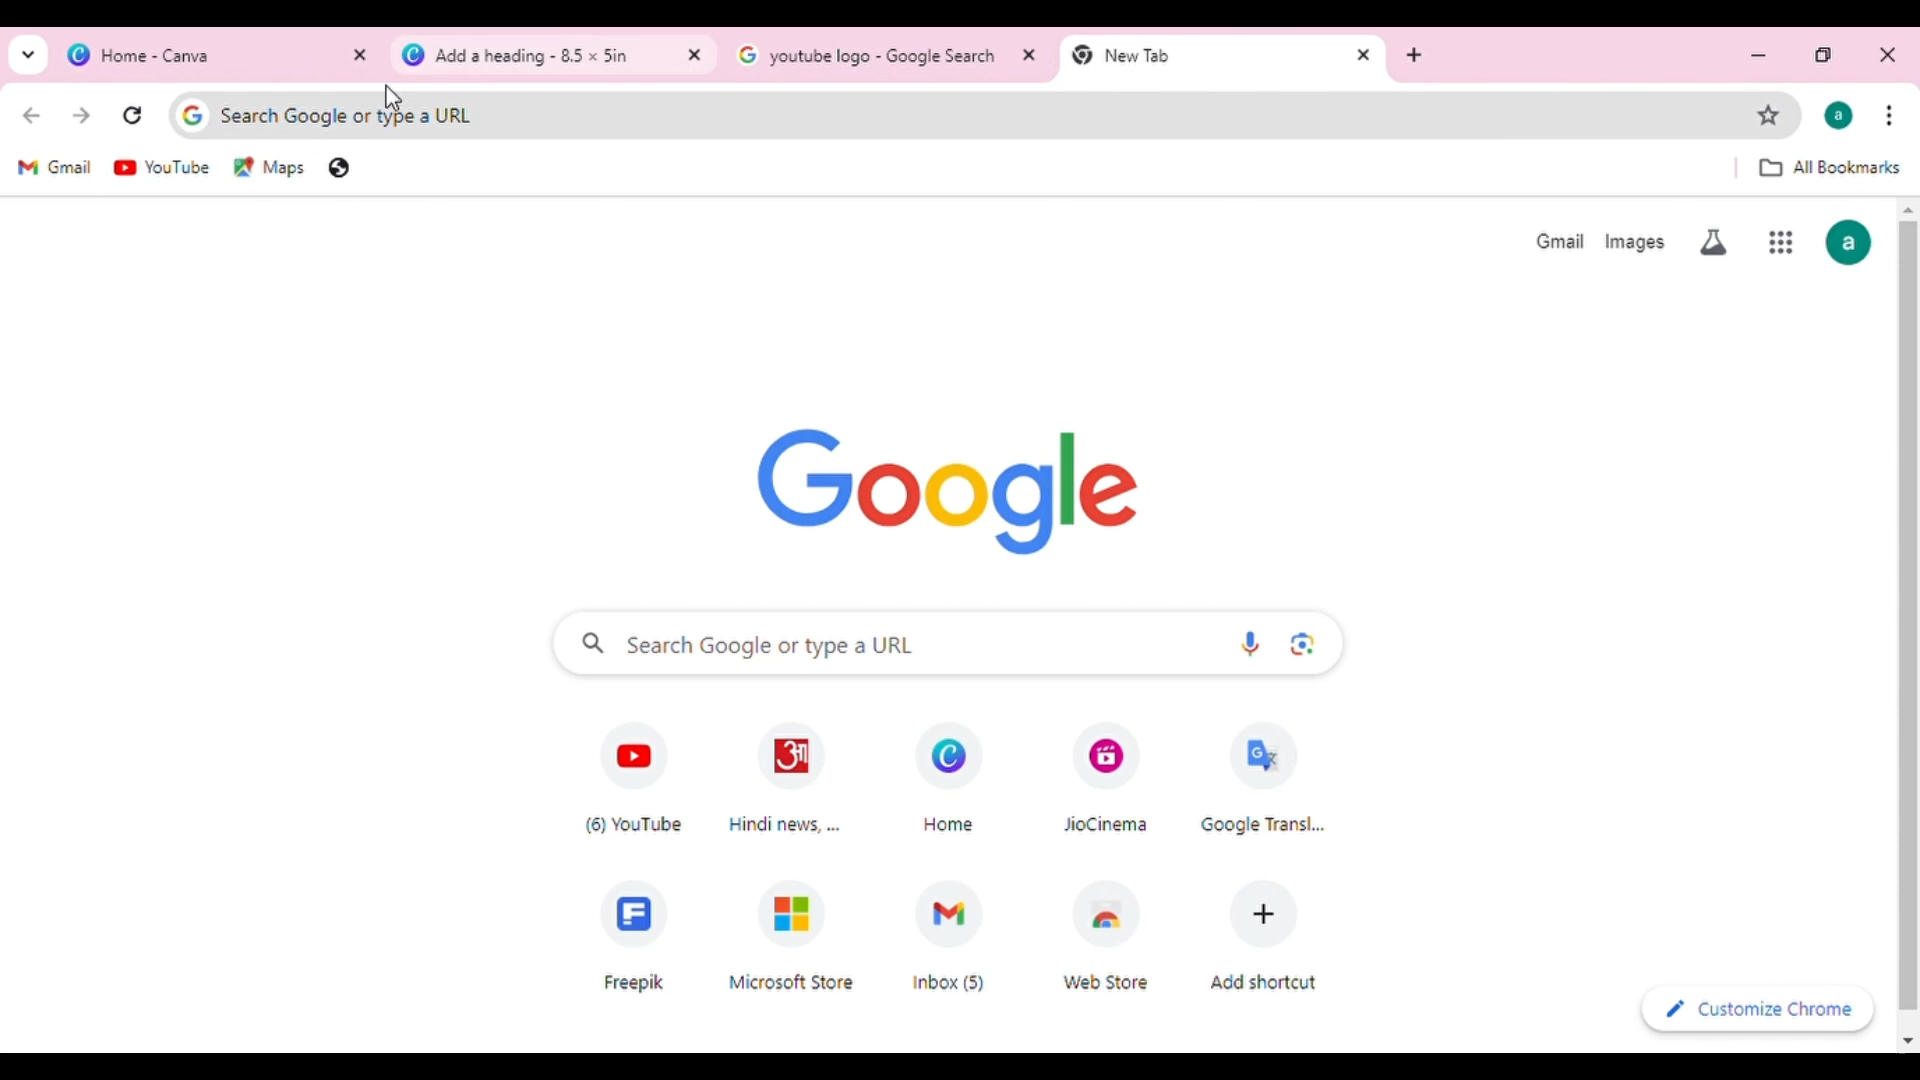 Home - Canva
Add a heading - 8.5 × 5in
youtube logo - Google Search
New Tab
Search Google or type a URL
a
Gmail
YouTube
Maps
All Bookmarks
Gmail
Images
a
Google
Search Google or type a URL
(6) YouTube
Hindi news, ...
Home
JioCinema
Google Transl...
Freepik
Microsoft Store
Inbox (5)
Web Store
Add shortcut
Customize Chrome